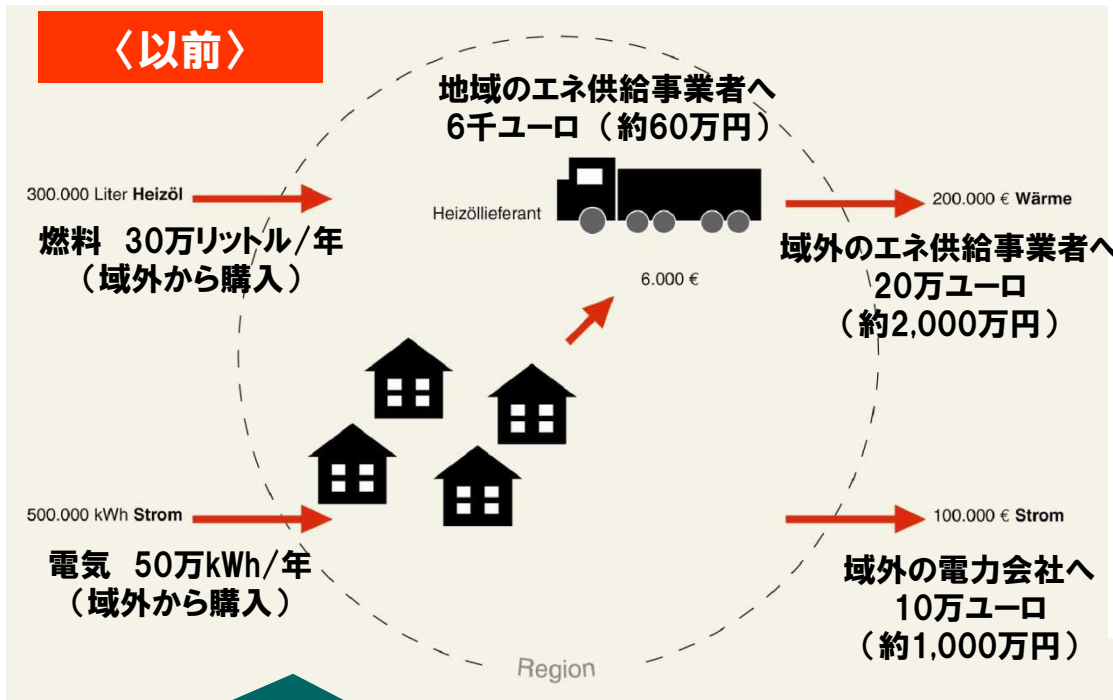 〈以前〉
地域のエネ供給事業者へ
6千ユーロ（約60万円）
300.000 Liter Heizöl
燃料　30万リットル/年
（域外から購入）
Heizöllieferant
6.000 €
200.000 € Wärme
域外のエネ供給事業者へ
20万ユーロ
（約2,000万円）
500.000 kWh Strom
電気　50万kWh/年
（域外から購入）
100.000 € Strom
域外の電力会社へ
10万ユーロ
（約1,000万円）
Region